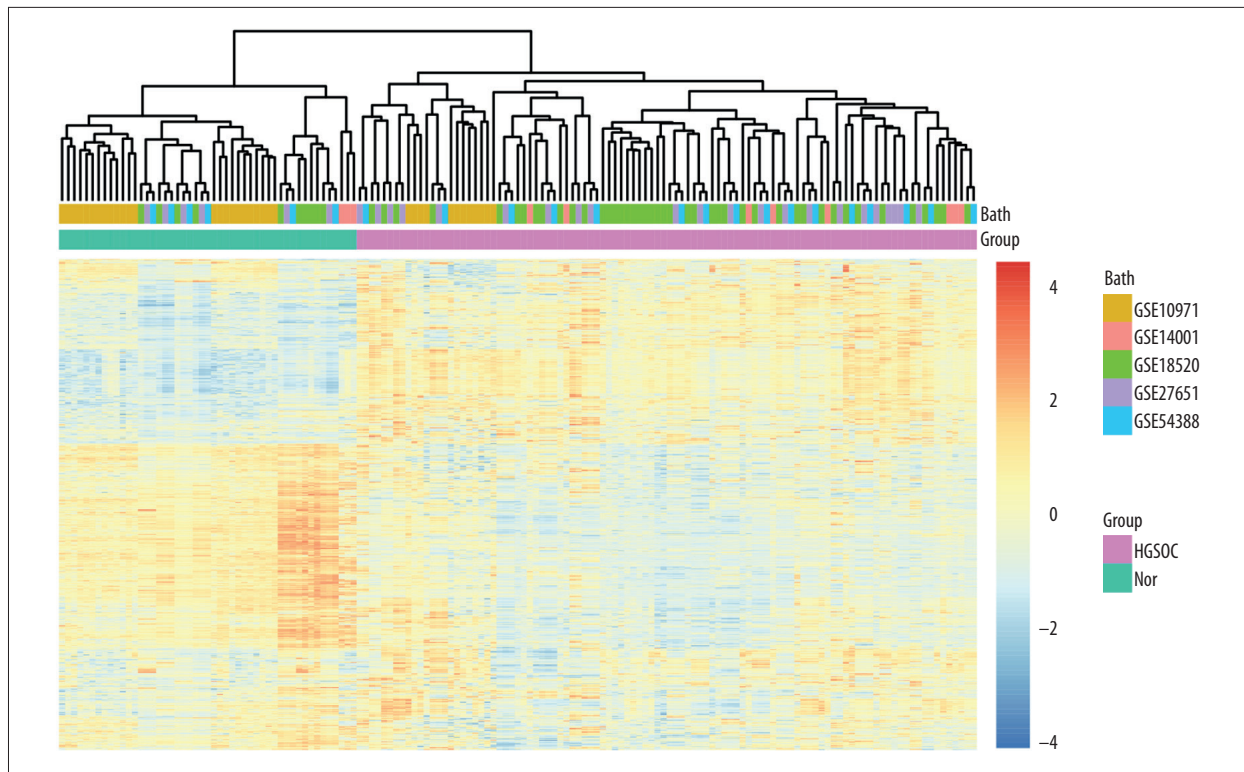 Bath
Group
4
2
0
−2
−4
Bath
GSE10971
GSE14001
GSE18520
GSE27651
GSE54388
Group
HGSOC
Nor